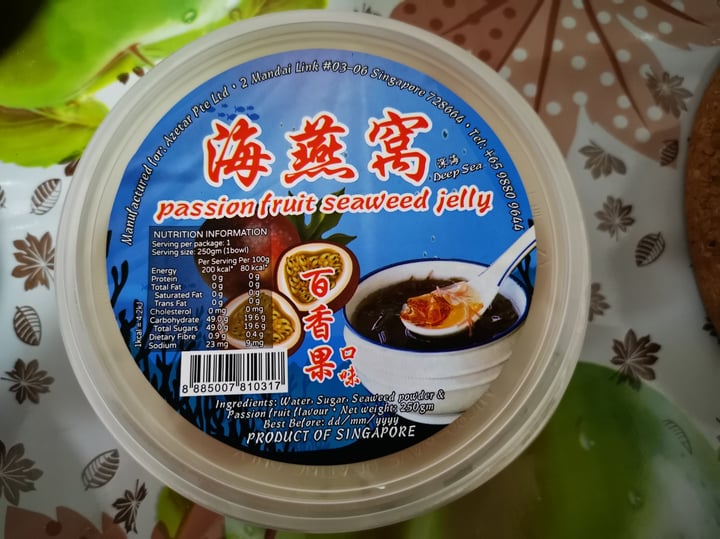 Manufactured for: Azetar Pte Ltd • 2 Mandai Link #03-06 Singapore 728666 • Tel: +65 9880 9644
海燕窝
深海
Deep Sea
passion fruit seaweed jelly
NUTRITION INFORMATION
Serving per package: 1
Serving size: 250gm (1bowl)
Per Serving Per 100g
Energy 200 kcal* 80 kcal*
Protein 0 g 0 g
Total Fat 0 g 0 g
Saturated Fat 0 g 0 g
Trans Fat 0 g 0 g
Cholesterol 0 mg 0 mg
Carbohydrate 49.0 g 19.6 g
Total Sugars 49.0 g 19.6 g
Dietary Fibre 0.9 g 0.4 g
Sodium 23 mg 9 mg
1kcal=4.2kJ
百香果
口味
8 885007 810317
Ingredients: Water, Sugar, Seaweed powder &
Passion fruit flavour • Net weight: 250gm
Best Before: dd/mm/yyyy
PRODUCT OF SINGAPORE